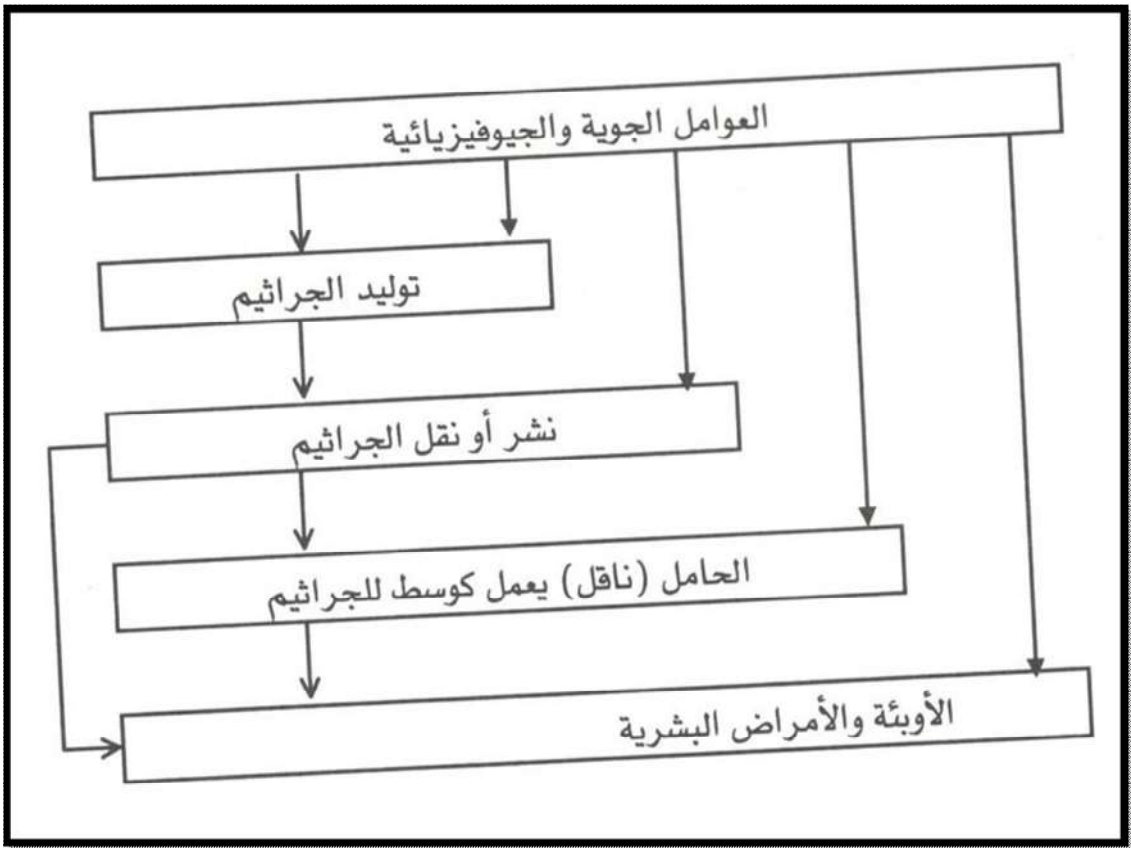 العوامل الجوية والجيوفيزيائية
توليد الجراثيم
نشر أو نقل الجراثيم
الحامل (ناقل) يعمل كوسط للجراثيم
الأوبئة والأمراض البشرية